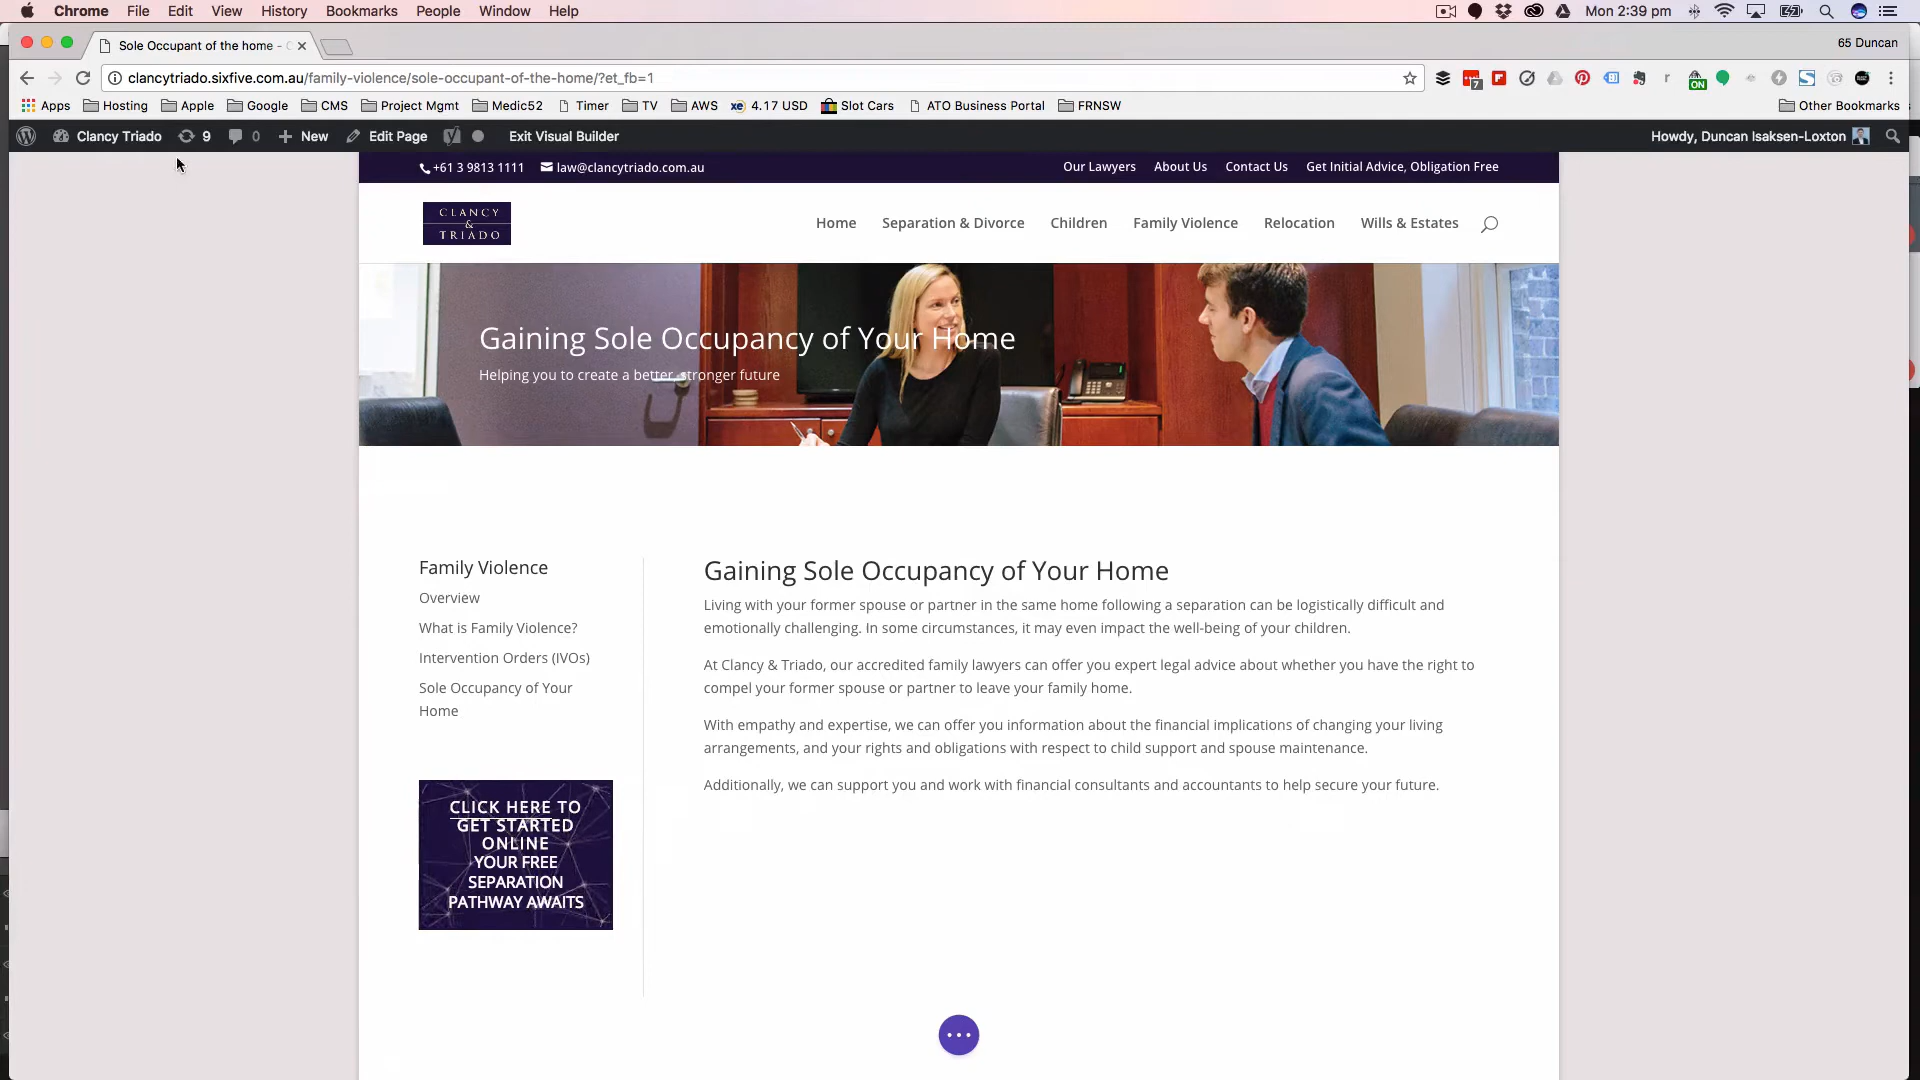 Chrome File Edit View History Bookmarks People Window Help Mon 2:39 pm
Sole Occupant of the home - 65 Duncan
clancytriado.sixfive.com.au/family-violence/sole-occupant-of-the-home/?et_fb=1 7 r ON
Apps Hosting Apple Google CMS Project Mgmt Medic52 Timer TV AWS xe 4.17 USD Slot Cars ATO Business Portal FRNSW Other Bookmarks
Clancy Triado 9 0 New Edit Page Exit Visual Builder Howdy, Duncan Isaksen-Loxton
+61 3 9813 1111 law@clancytriado.com.au Our Lawyers About Us Contact Us Get Initial Advice, Obligation Free
CLANCY
&
TRIADO
Home Separation & Divorce Children Family Violence Relocation Wills & Estates
Gaining Sole Occupancy of Your Home
Helping you to create a better, stronger future
Family Violence
Overview
What is Family Violence?
Intervention Orders (IVOs)
Sole Occupancy of Your
Home
CLICK HERE TO
GET STARTED
ONLINE
YOUR FREE
SEPARATION
PATHWAY AWAITS
Gaining Sole Occupancy of Your Home
Living with your former spouse or partner in the same home following a separation can be logistically difficult and
emotionally challenging. In some circumstances, it may even impact the well-being of your children.
At Clancy & Triado, our accredited family lawyers can offer you expert legal advice about whether you have the right to
compel your former spouse or partner to leave your family home.
With empathy and expertise, we can offer you information about the financial implications of changing your living
arrangements, and your rights and obligations with respect to child support and spouse maintenance.
Additionally, we can support you and work with financial consultants and accountants to help secure your future.